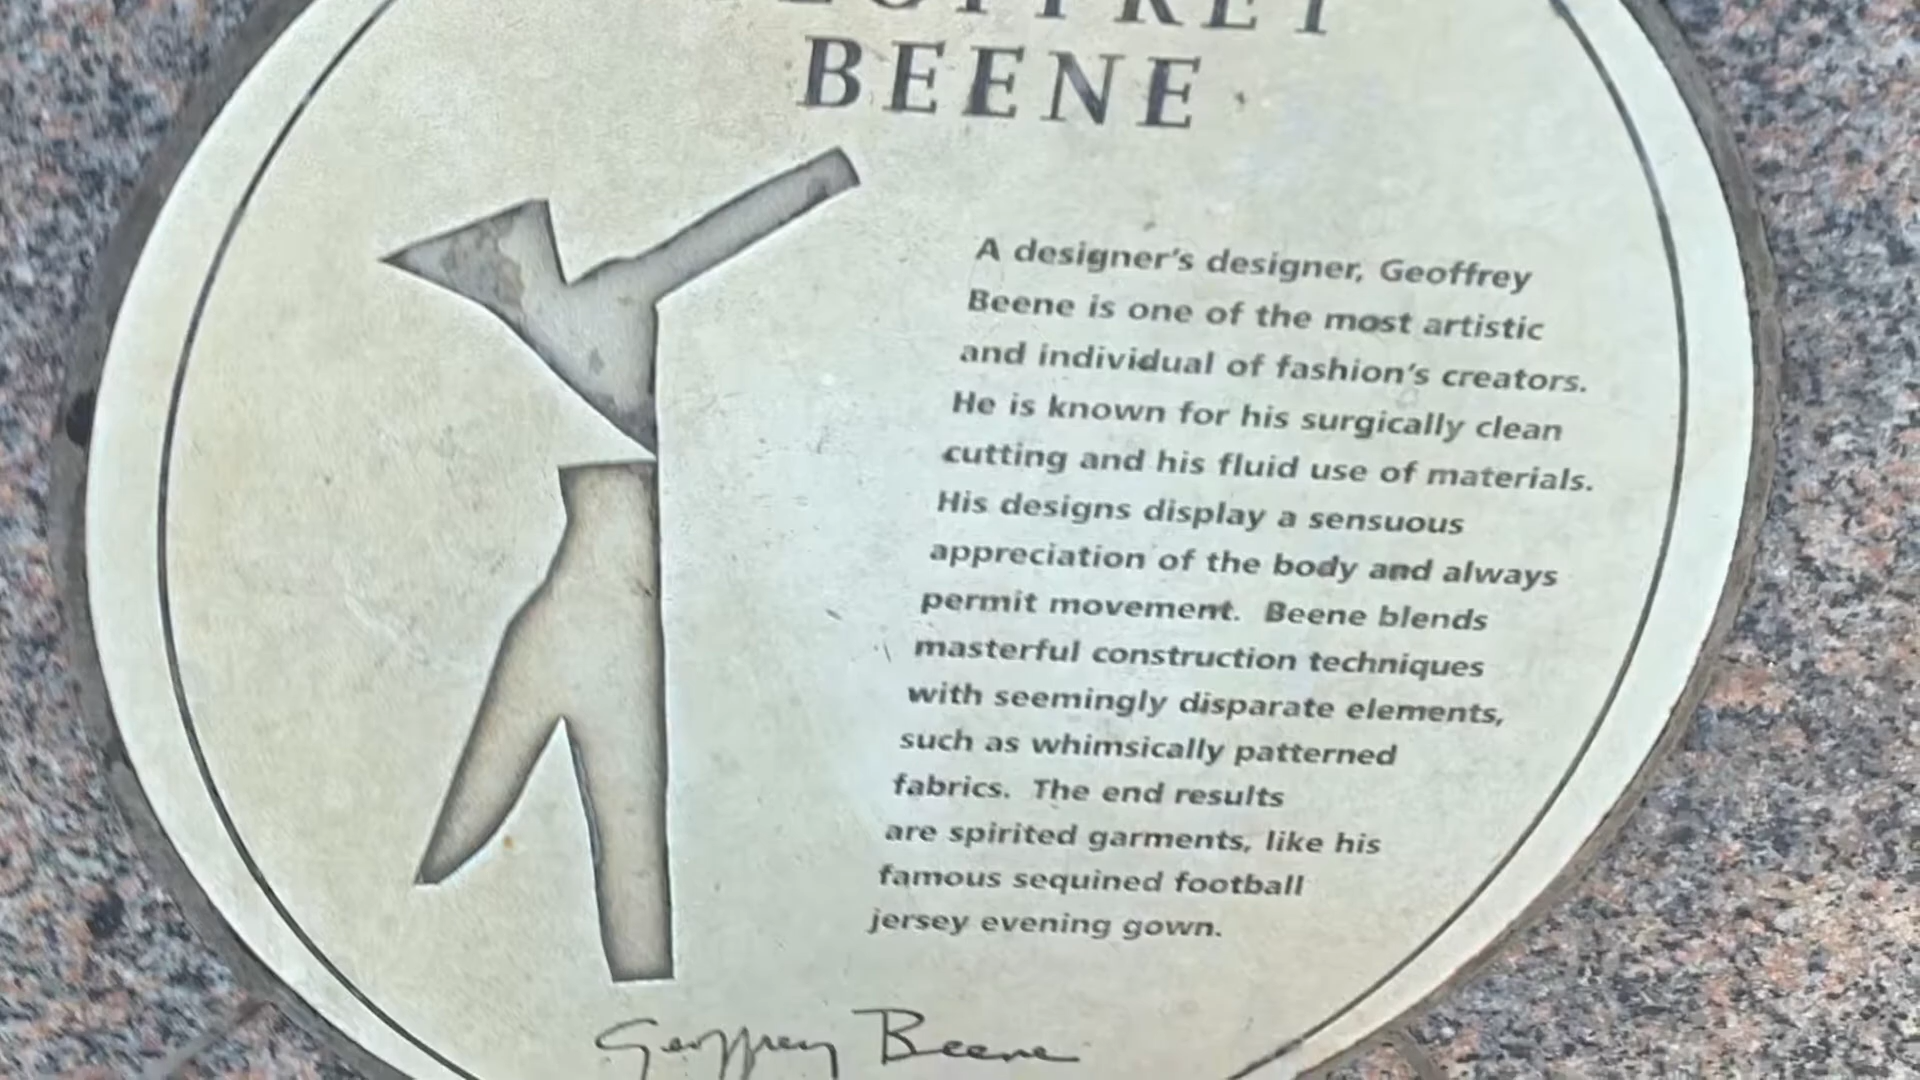 GEOFFREY
BEENE
A designer's designer, Geoffrey
Beene is one of the most artistic
and individual of fashion's creators.
He is known for his surgically clean
cutting and his fluid use of materials.
His designs display a sensuous
appreciation of the body and always
permit movement.  Beene blends
masterful construction techniques
with seemingly disparate elements,
such as whimsically patterned
fabrics.  The end results
are spirited garments, like his
famous sequined football
jersey evening gown.
Geoffrey Beene